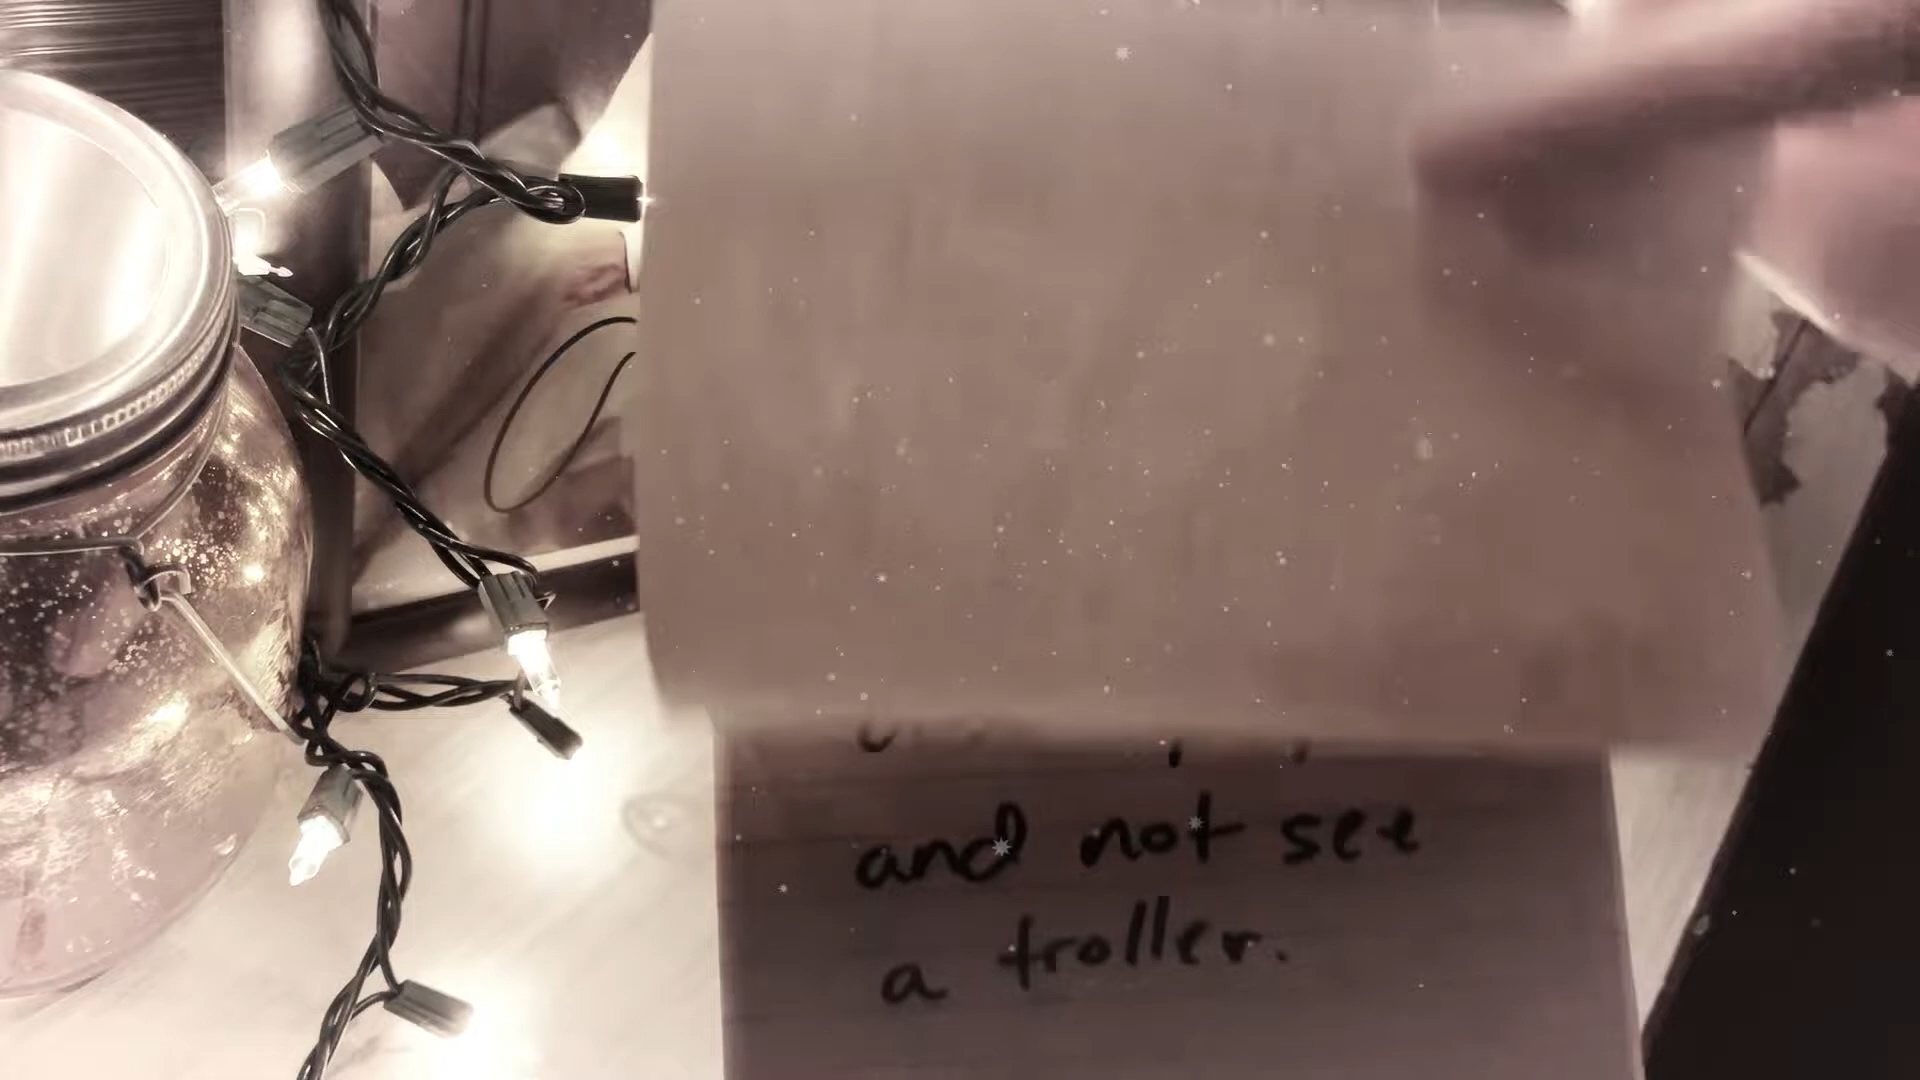 and not see
a troller.